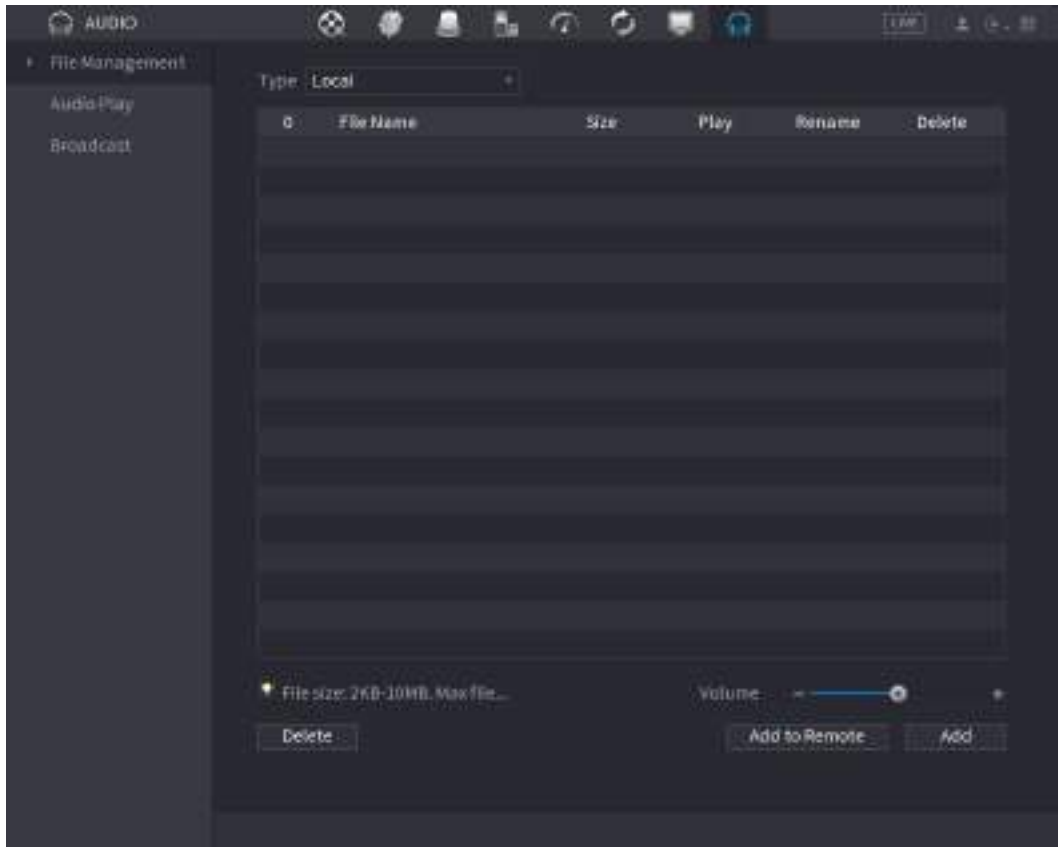 AUDIO
LIVE
File Management
Audio Play
Broadcast
Type Local
0 File Name Size Play Rename Delete
File size: 2KB-10MB. Max file...
Volume
Delete Add to Remote Add